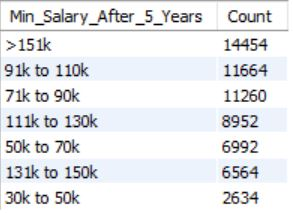 Min_Salary_After_5_Years Count
>151k 14454
91k to 110k 11664
71k to 90k 11260
111k to 130k 8952
50k to 70k 6992
131k to 150k 6564
30k to 50k 2634